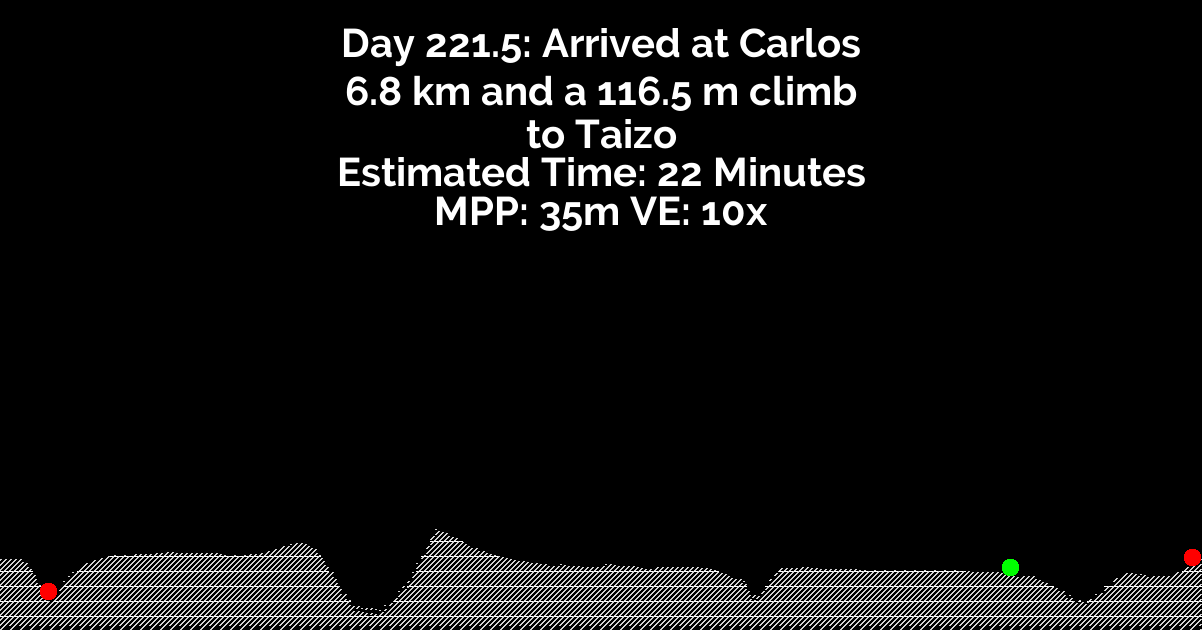 Day 221.5: Arrived at Carlos
6.8 km and a 116.5 m climb
to Taizo
Estimated Time: 22 Minutes
MPP: 35m VE: 10x